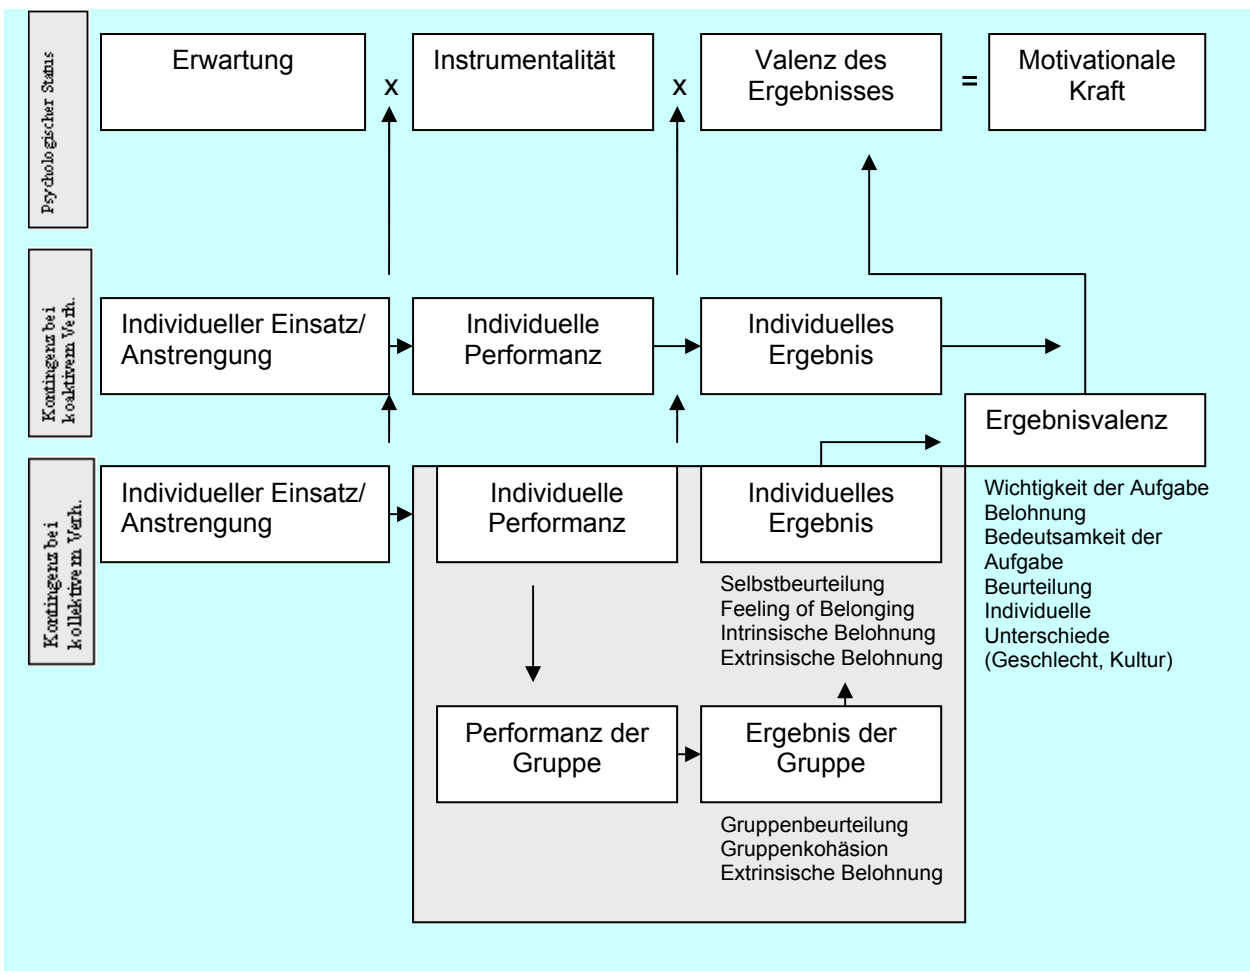 Psychologischer Status
Erwartung
x
Instrumentalität
x
Valenz des
Ergebnisses
=
Motivationale
Kraft
Kontingenz bei
koaktivem Verh.
Individueller Einsatz/
Anstrengung
Individuelle
Performanz
Individuelles
Ergebnis
Ergebnisvalenz
Wichtigkeit der Aufgabe
Belohnung
Bedeutsamkeit der
Aufgabe
Beurteilung
Individuelle
Unterschiede
(Geschlecht, Kultur)
Kontingenz bei
kollektivem Verh.
Individueller Einsatz/
Anstrengung
Individuelle
Performanz
Individuelles
Ergebnis
Selbstbeurteilung
Feeling of Belonging
Intrinsische Belohnung
Extrinsische Belohnung
Performanz der
Gruppe
Ergebnis der
Gruppe
Gruppenbeurteilung
Gruppenkohäsion
Extrinsische Belohnung